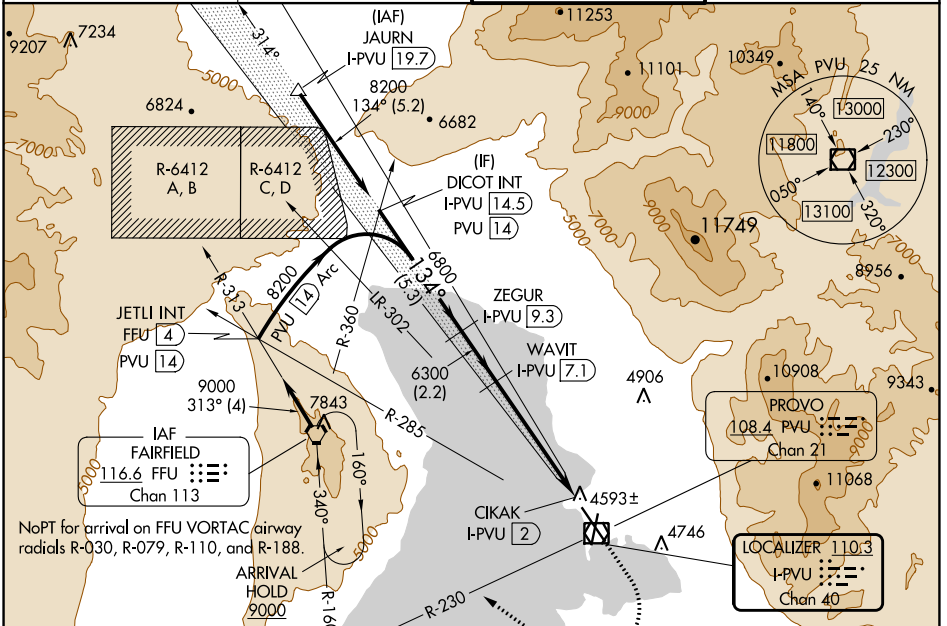 9207
7234
314°
(IAF)
JAURN
I-PVU 19.7
11253
11101
10349
MSA PVU 25 NM
140°
13000
230°
11800
12300
050°
13100
320°
5000
6824
7000
8200
134° (5.2)
6682
9000
R-6412
A, B
R-6412
C, D
(IF)
DICOT INT
I-PVU 14.5
PVU 14
5000
7000
9000
11749
7000
8956
R-313
8200
PVU 14 Arc
LR-302
R-360
134°
6800
(5.3)
JETLI INT
FFU 4
PVU 14
ZEGUR
I-PVU 9.3
WAVIT
I-PVU 7.1
6300
(2.2)
4906
10908
9343
9000
313° (4)
7843
R-285
PROVO
108.4 PVU
Chan 21
IAF
FAIRFIELD
116.6 FFU
Chan 113
160°
340°
5000
11068
NoPT for arrival on FFU VORTAC airway
radials R-030, R-079, R-110, and R-188.
CIKAK
I-PVU 2
4593±
4746
ARRIVAL
HOLD
9000
5000
R-160
R-230
LOCALIZER 110.3
I-PVU
Chan 40